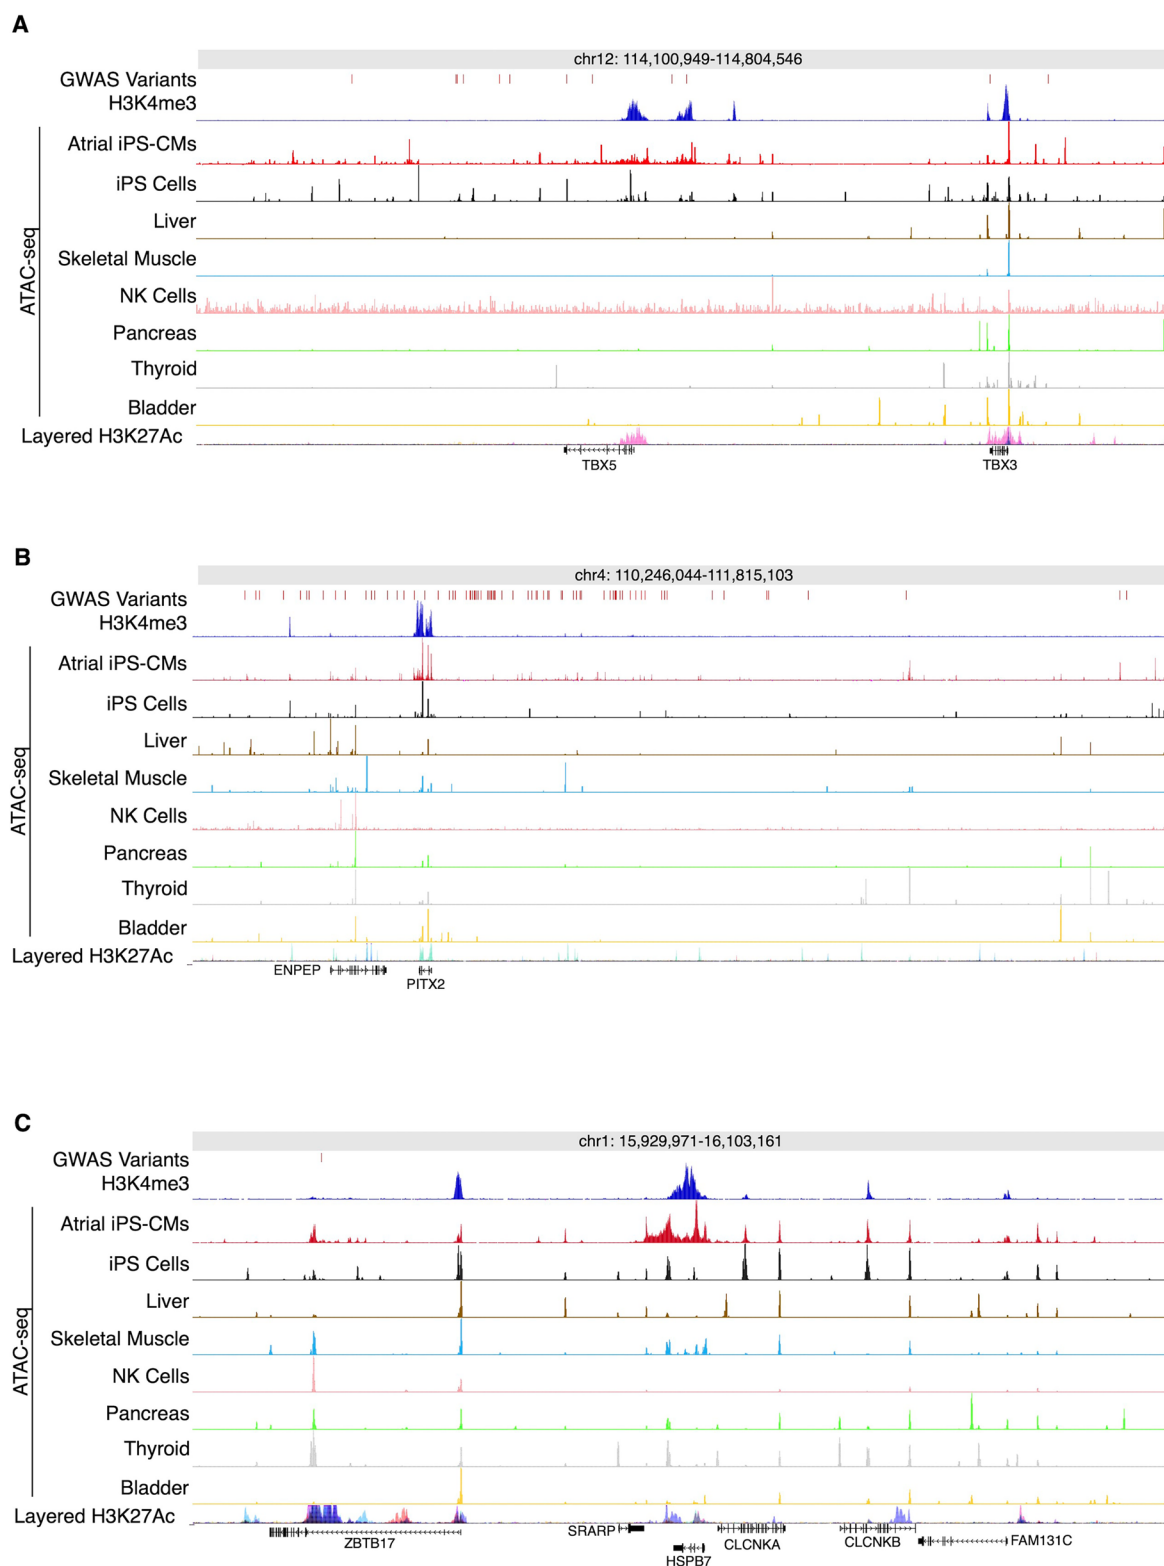 A
chr12: 114,100,949-114,804,546
GWAS Variants
H3K4me3
Atrial iPS-CMs
iPS Cells
Liver
Skeletal Muscle
NK Cells
Pancreas
Thyroid
Bladder
ATAC-seq
Layered H3K27Ac
TBX5
TBX3
B
chr4: 110,246,044-111,815,103
GWAS Variants
H3K4me3
Atrial iPS-CMs
iPS Cells
Liver
Skeletal Muscle
NK Cells
Pancreas
Thyroid
Bladder
ATAC-seq
Layered H3K27Ac
ENPEP
PITX2
C
chr1: 15,929,971-16,103,161
GWAS Variants
H3K4me3
Atrial iPS-CMs
iPS Cells
Liver
Skeletal Muscle
NK Cells
Pancreas
Thyroid
Bladder
ATAC-seq
Layered H3K27Ac
ZBTB17
SRARP
HSPB7
CLCNKA
CLCNKB
FAM131C